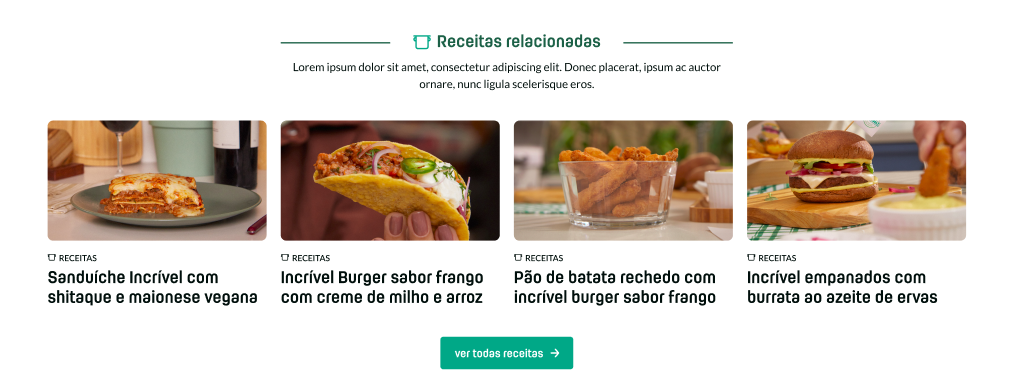 Receitas relacionadas
Lorem ipsum dolor sit amet, consectetur adipiscing elit. Donec placerat, ipsum ac auctor
ornare, nunc ligula scelerisque eros.
RECEITAS
Sanduíche Incrível com
shitaque e maionese vegana
RECEITAS
Incrível Burger sabor frango
com creme de milho e arroz
RECEITAS
Pão de batata rechedo com
incrível burger sabor frango
RECEITAS
Incrível empanados com
burrata ao azeite de ervas
ver todas receitas →